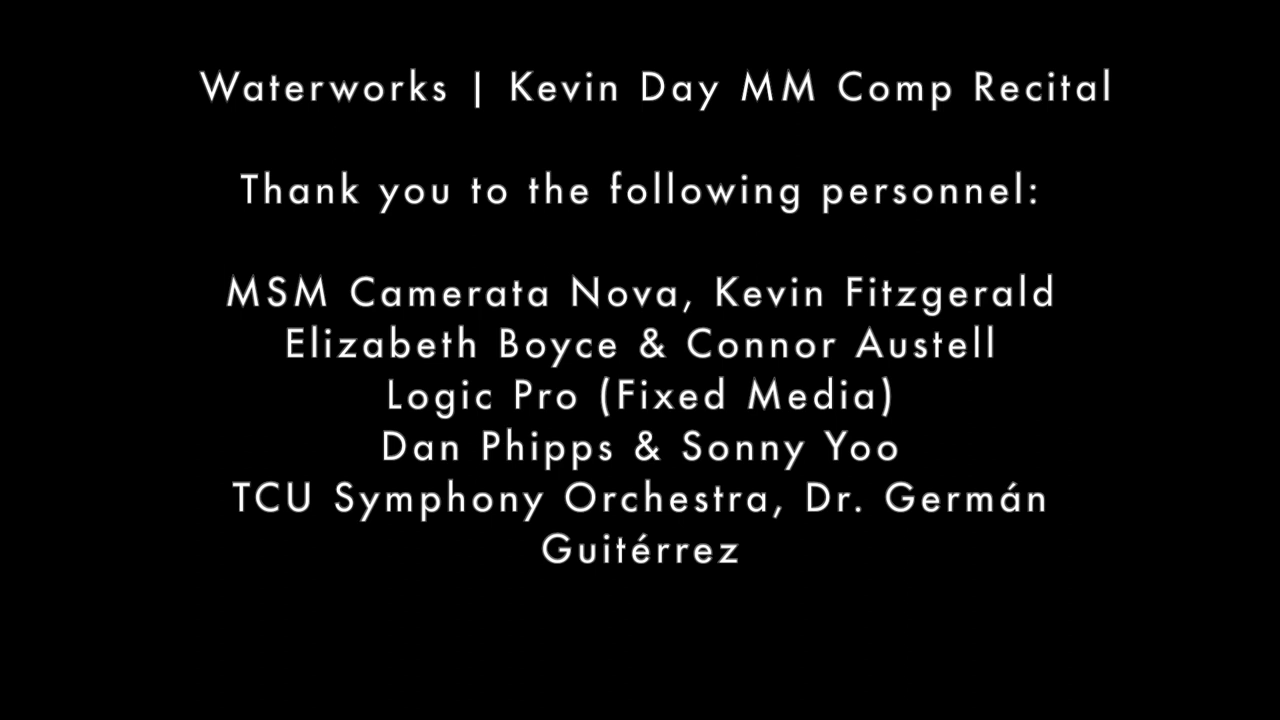 Waterworks | Kevin Day MM Comp Recital
Thank you to the following personnel:
MSM Camerata Nova, Kevin Fitzgerald
Elizabeth Boyce & Connor Austell
Logic Pro (Fixed Media)
Dan Phipps & Sonny Yoo
TCU Symphony Orchestra, Dr. Germán
Guitérrez